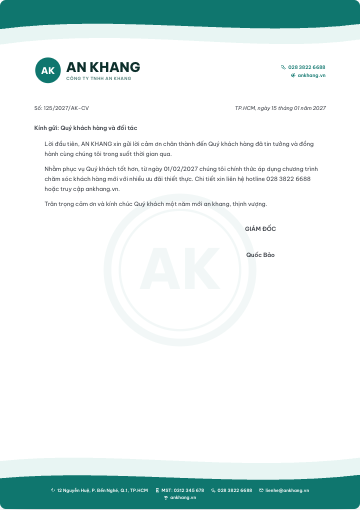 AK
AN KHANG
CÔNG TY TNHH AN KHANG
028 3822 6688
ankhang.vn
Số: 125/2027/AK-CV
TP.HCM, ngày 15 tháng 01 năm 2027
Kính gửi: Quý khách hàng và đối tác
Lời đầu tiên, AN KHANG xin gửi lời cảm ơn chân thành đến Quý khách hàng đã tin tưởng và đồng
hành cùng chúng tôi trong suốt thời gian qua.
Nhằm phục vụ Quý khách tốt hơn, từ ngày 01/02/2027 chúng tôi chính thức áp dụng chương trình
chăm sóc khách hàng mới với nhiều ưu đãi thiết thực. Chi tiết xin liên hệ hotline 028 3822 6688
hoặc truy cập ankhang.vn.
Trân trọng cảm ơn và kính chúc Quý khách một năm mới an khang, thịnh vượng.
GIÁM ĐỐC
Quốc Bảo
AK
12 Nguyễn Huệ, P. Bến Nghé, Q.1, TP.HCM MST: 0312 345 678 028 3822 6688 lienhe@ankhang.vn
ankhang.vn